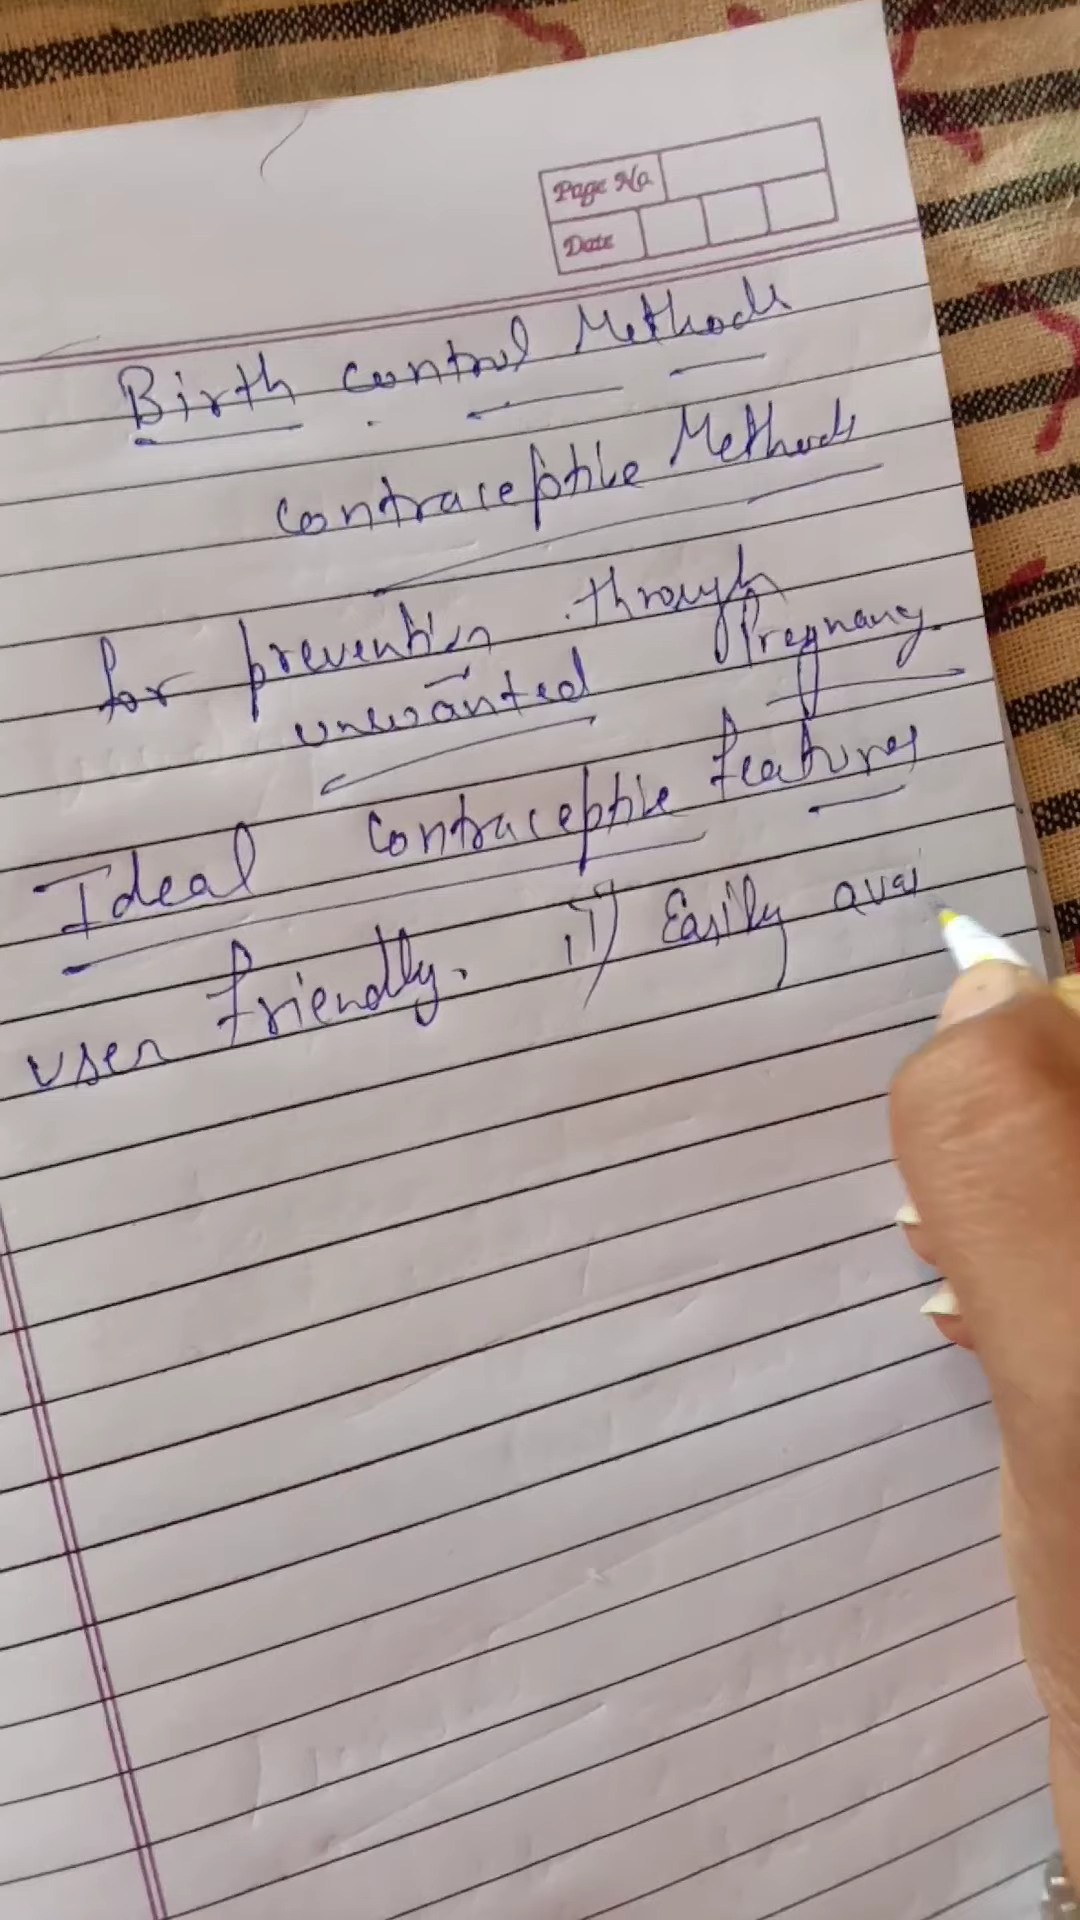 Page No.
Date
Birth control Methods
contraceptive Methods
for prevention through
unwanted Pregnancy.
Ideal contraceptive features
user friendly. ii) Easily avai